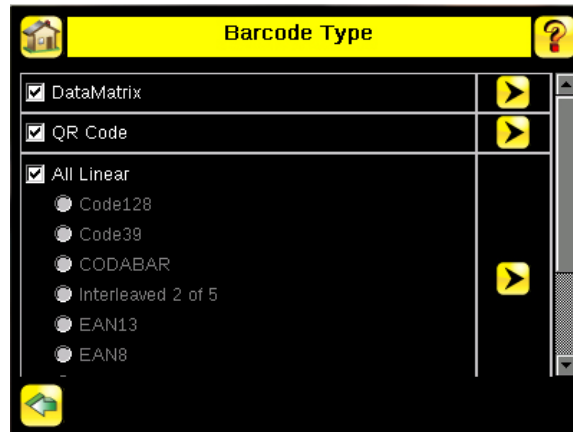 Barcode Type
DataMatrix
QR Code
All Linear
Code128
Code39
CODABAR
Interleaved 2 of 5
EAN13
EAN8